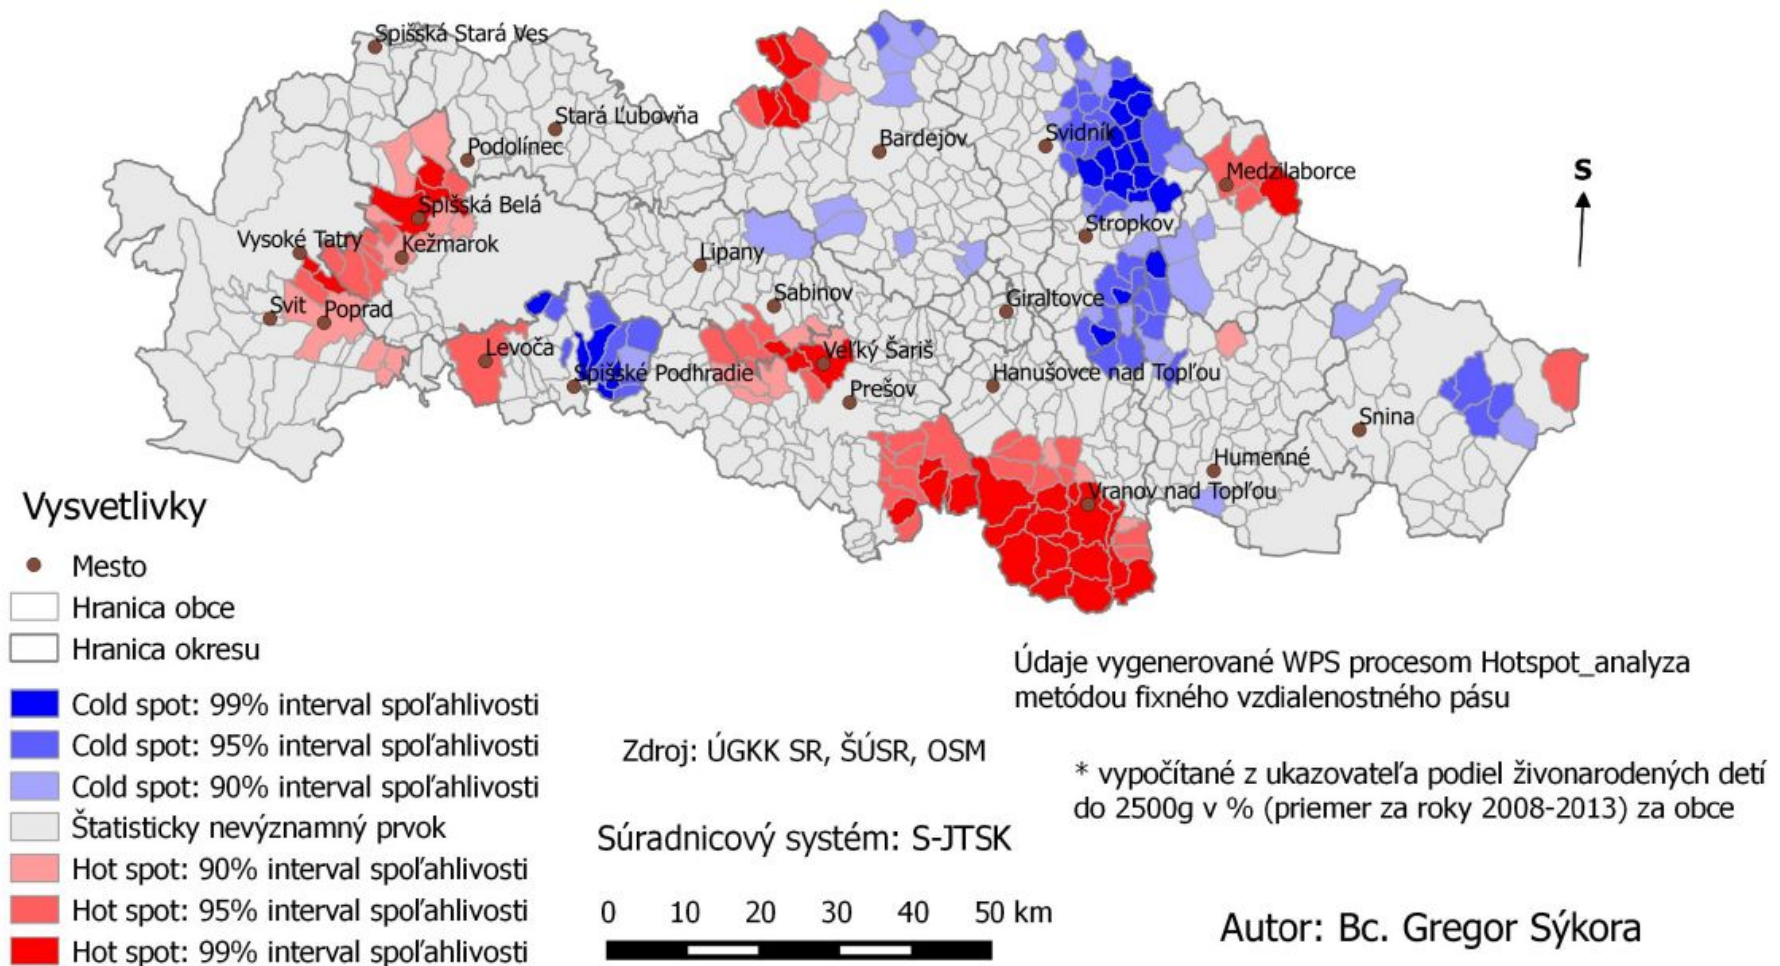 Spišská Stará Ves
Stará Ľubovňa
Podolínec
Bardejov
Svidník
Medzilaborce
S
Spišská Belá
Vysoké Tatry
Kežmarok
Lipany
Stropkov
Svit
Poprad
Sabinov
Giraltovce
Levoča
Veľký Šariš
Spišské Podhradie
Hanušovce nad Topľou
Prešov
Snina
Humenné
Vranov nad Topľou
Vysvetlivky
Mesto
Hranica obce
Hranica okresu
Cold spot: 99% interval spoľahlivosti
Cold spot: 95% interval spoľahlivosti
Cold spot: 90% interval spoľahlivosti
Štatisticky nevýznamný prvok
Hot spot: 90% interval spoľahlivosti
Hot spot: 95% interval spoľahlivosti
Hot spot: 99% interval spoľahlivosti
Zdroj: ÚGKK SR, ŠÚSR, OSM
Súradnicový systém: S-JTSK
0 10 20 30 40 50 km
Údaje vygenerované WPS procesom Hotspot_analyza
metódou fixného vzdialenostného pásu
* vypočítané z ukazovateľa podiel živonarodených detí
do 2500g v % (priemer za roky 2008-2013) za obce
Autor: Bc. Gregor Sýkora